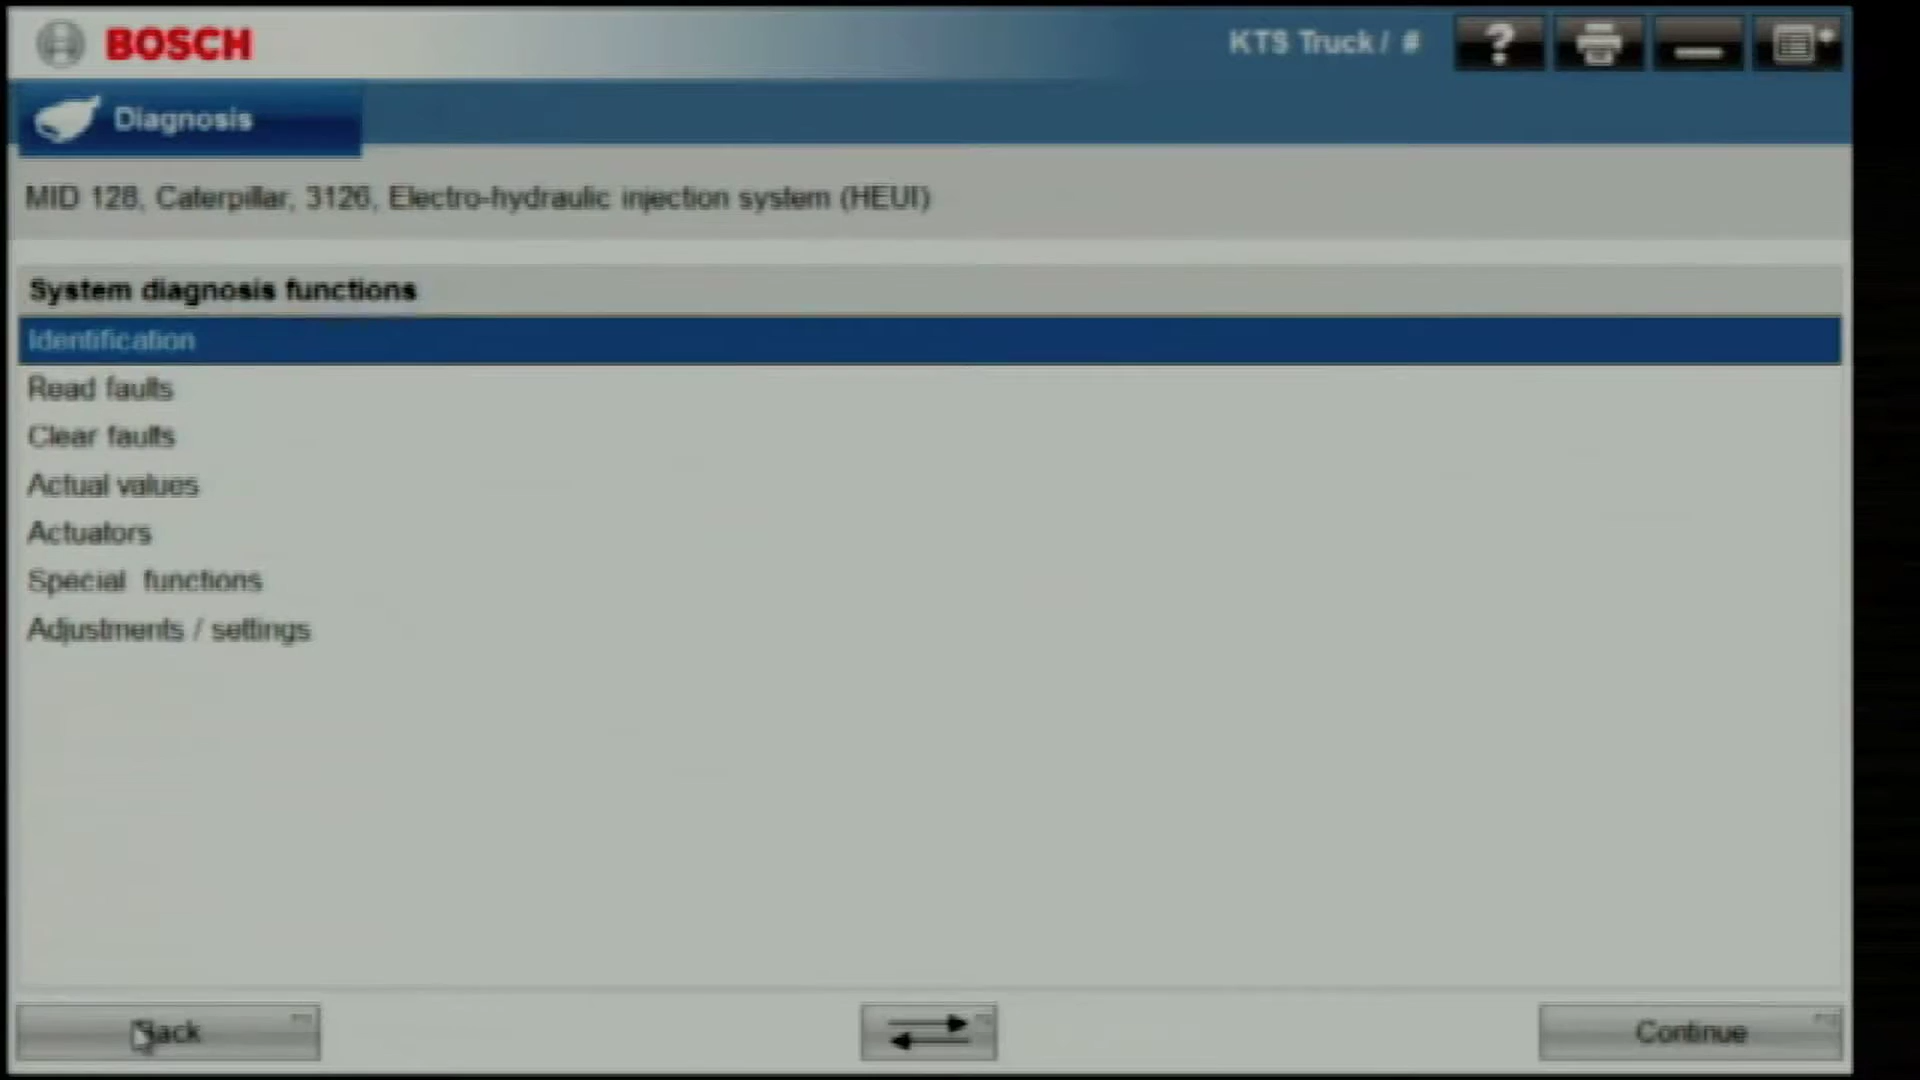 BOSCH
KTS Truck / #
?
Diagnosis
MID 128, Caterpillar, 3126, Electro-hydraulic injection system (HEUI)
System diagnosis functions
Identification
Read faults
Clear faults
Actual values
Actuators
Special functions
Adjustments / settings
Back
Continue